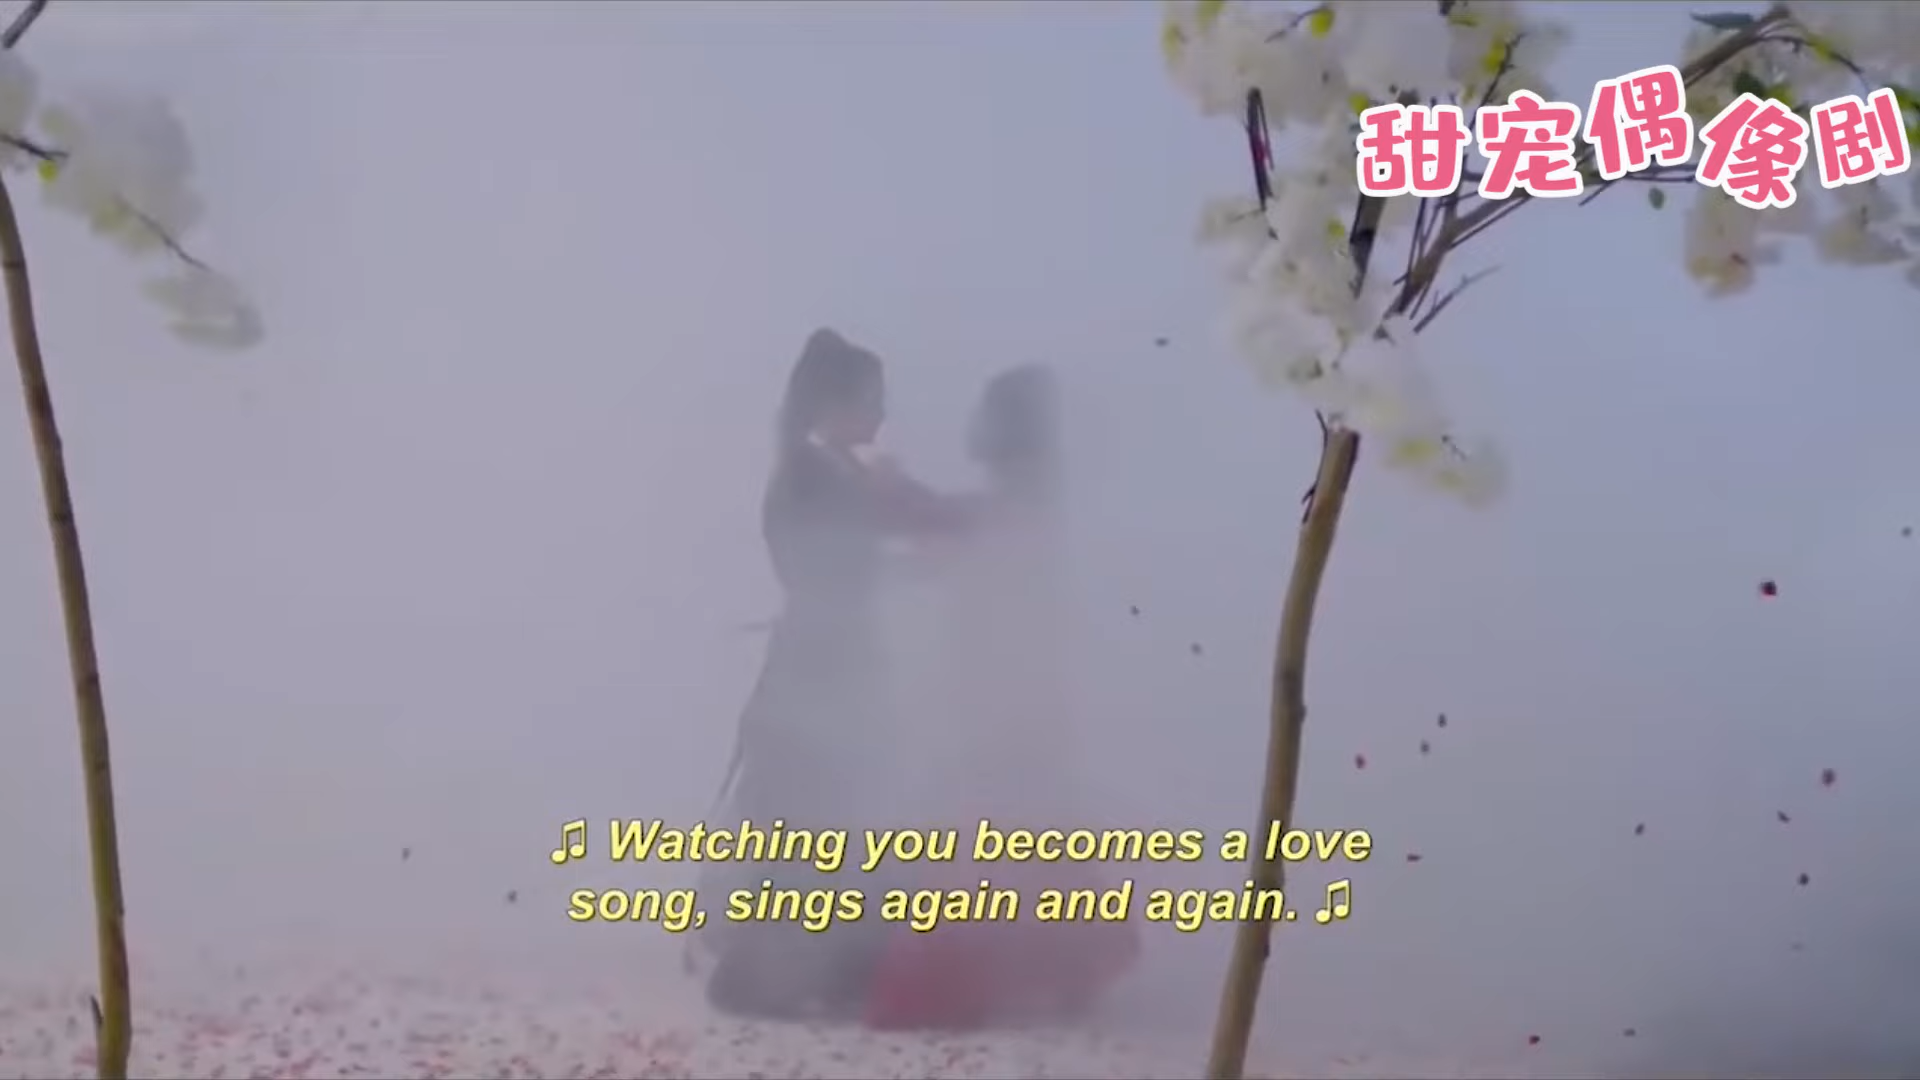 甜宠偶像剧
♫ Watching you becomes a love
song, sings again and again. ♫